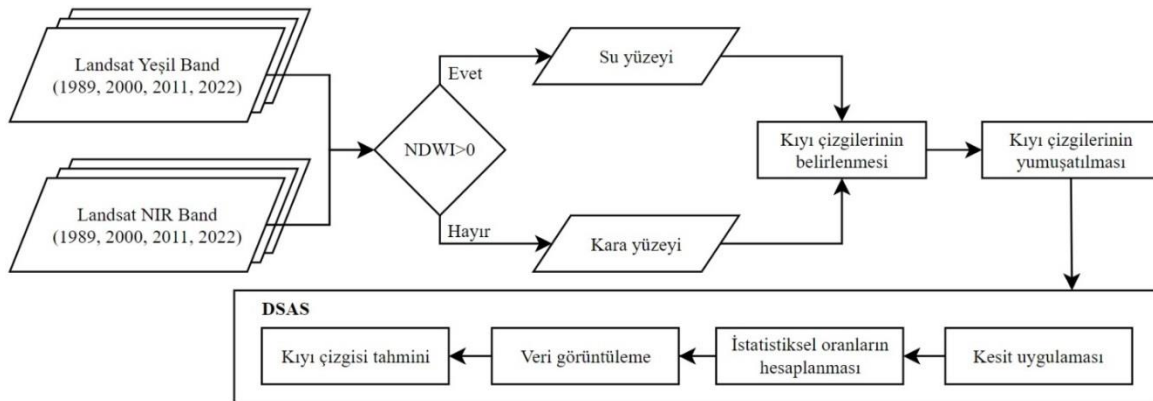 Landsat Yeşil Band
(1989, 2000, 2011, 2022)
Landsat NIR Band
(1989, 2000, 2011, 2022)
NDWI>0
Evet
Hayır
Su yüzeyi
Kara yüzeyi
Kıyı çizgilerinin
belirlenmesi
Kıyı çizgilerinin
yumuşatılması
DSAS
Kıyı çizgisi tahmini
Veri görüntüleme
İstatistiksel oranların
hesaplanması
Kesit uygulaması